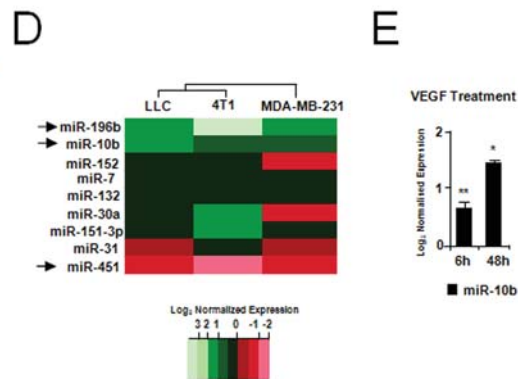 D
LLC 4T1 MDA-MB-231
miR-196b
miR-10b
miR-152
miR-7
miR-132
miR-30a
miR-151-3p
miR-31
miR-451
Log₂ Normalized Expression
3 2 1 0 -1 -2
E
VEGF Treatment
Log₂ Normalised Expression
2
1
0
**
*
6h 48h
miR-10b